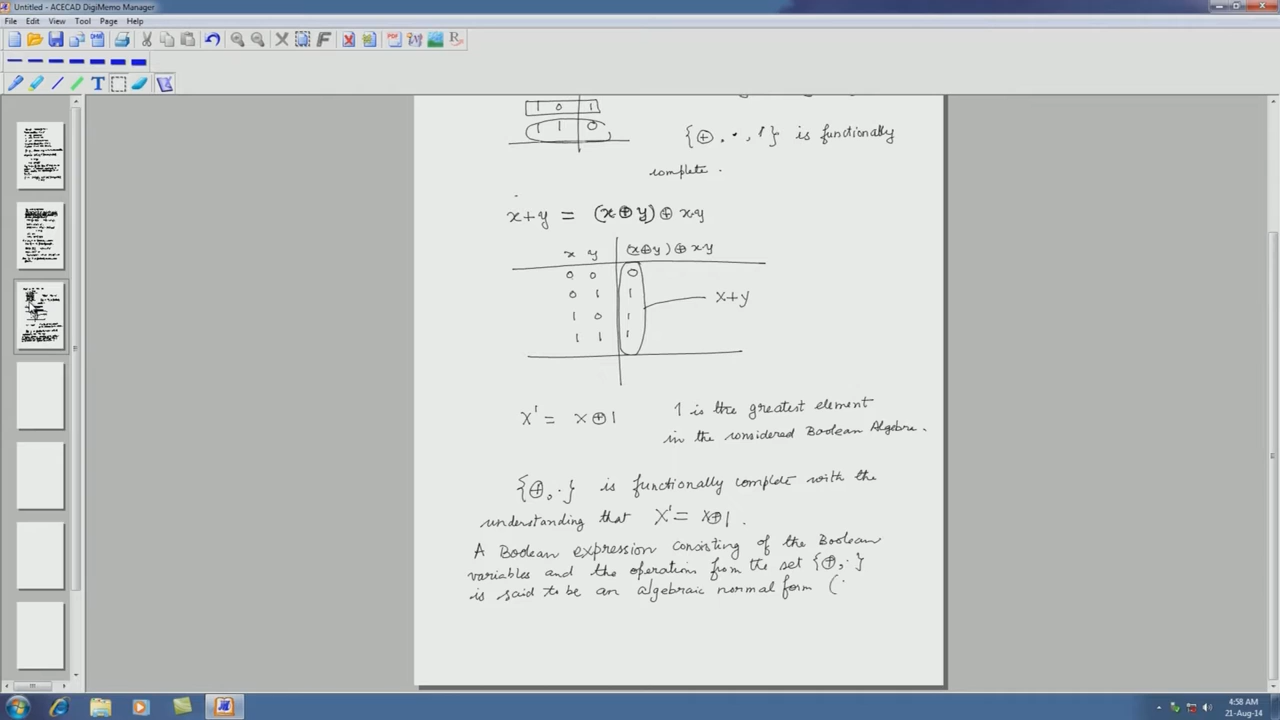 Untitled - ACECAD DigiMemo Manager
File Edit View Tool Page Help
1 0 1
1 1 0
{⊕, ·, 1} is functionally
complete.
x+y = (x⊕y)⊕xy
x y (x⊕y)⊕xy
0 0 0
0 1 1
1 0 1
1 1 1
x+y
x' = x⊕1
1 is the greatest element
in the considered Boolean Algebra.
{⊕, ·} is functionally complete with the
understanding that x' = x⊕1.
A Boolean expression consisting of the Boolean
variables and the operation from the set {⊕, ·}
is said to be an algebraic normal form (
4:58 AM
21-Aug-14